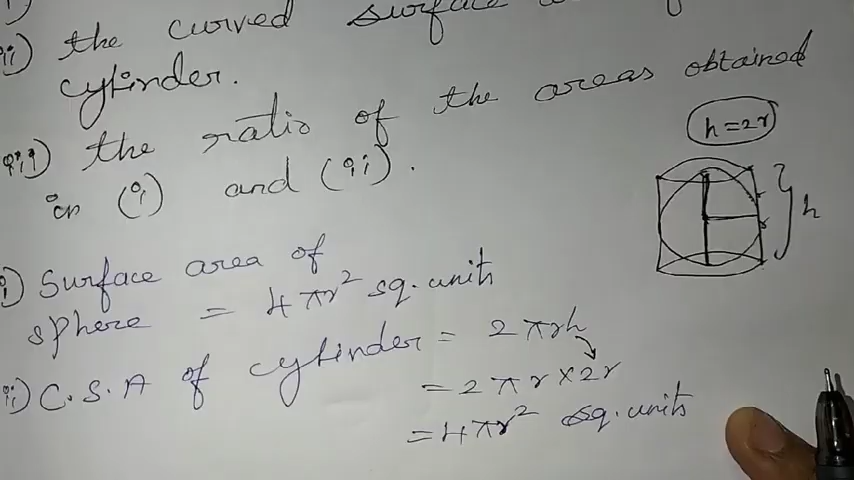 ii) the curved surface
cylinder.
iii) the ratio of the areas obtained
in (i) and (ii).
h=2r
r
r
h
i) Surface area of
sphere = 4πr² sq.units
ii) C.S.A of cylinder = 2πrh
= 2πr×2r
= 4πr² sq.units